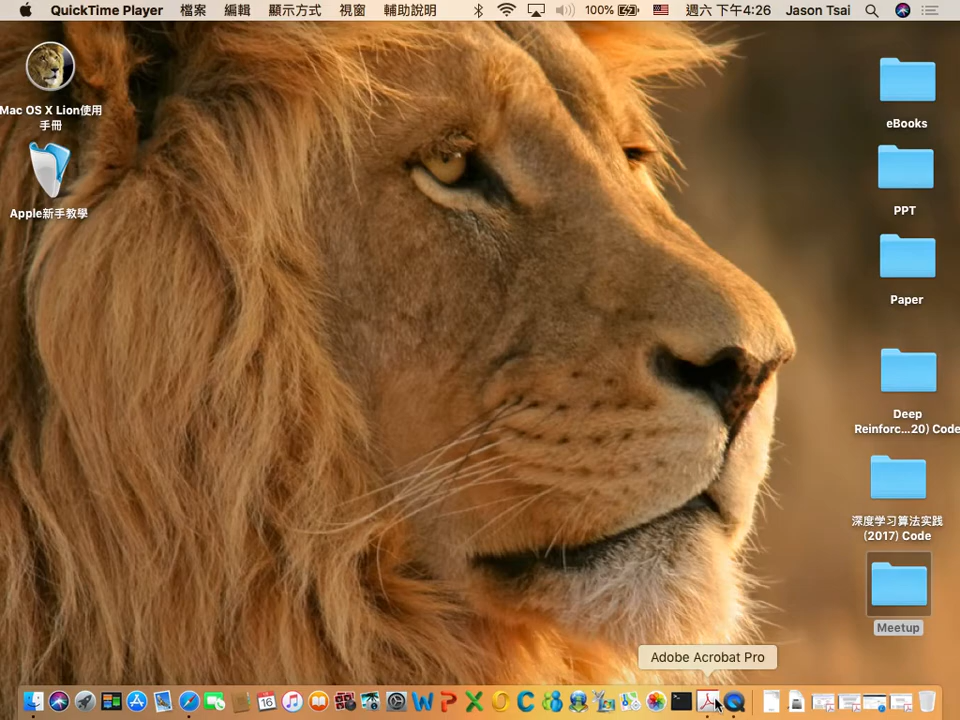 QuickTime Player 檔案 編輯 顯示方式 視窗 輔助說明 100% 週六 下午4:26 Jason Tsai
Mac OS X Lion使用
手冊
Apple新手教學
eBooks
PPT
Paper
Deep
Reinforc...20) Code
深度学习算法实践
(2017) Code
Meetup
Adobe Acrobat Pro
16